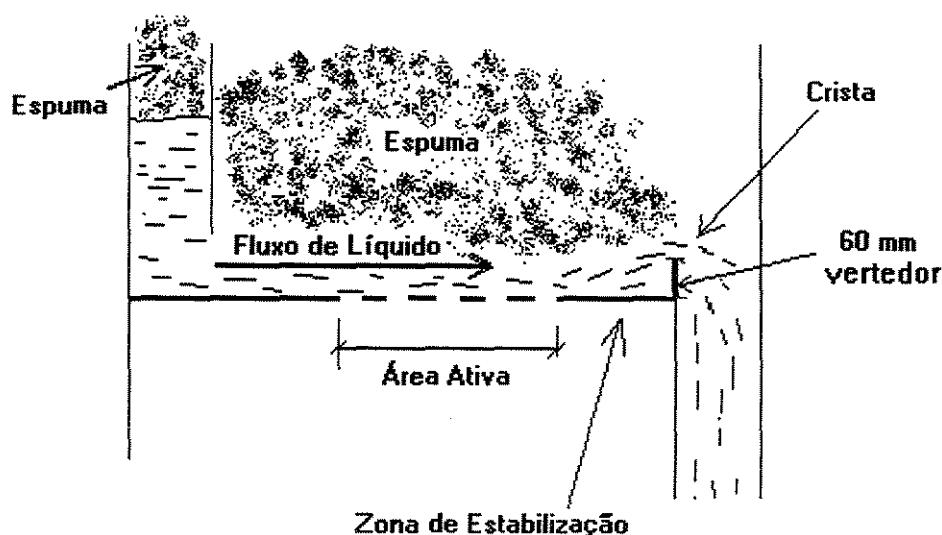 Espuma
Crista
Espuma
Fluxo de Líquido
60 mm
vertedor
Área Ativa
Zona de Estabilização